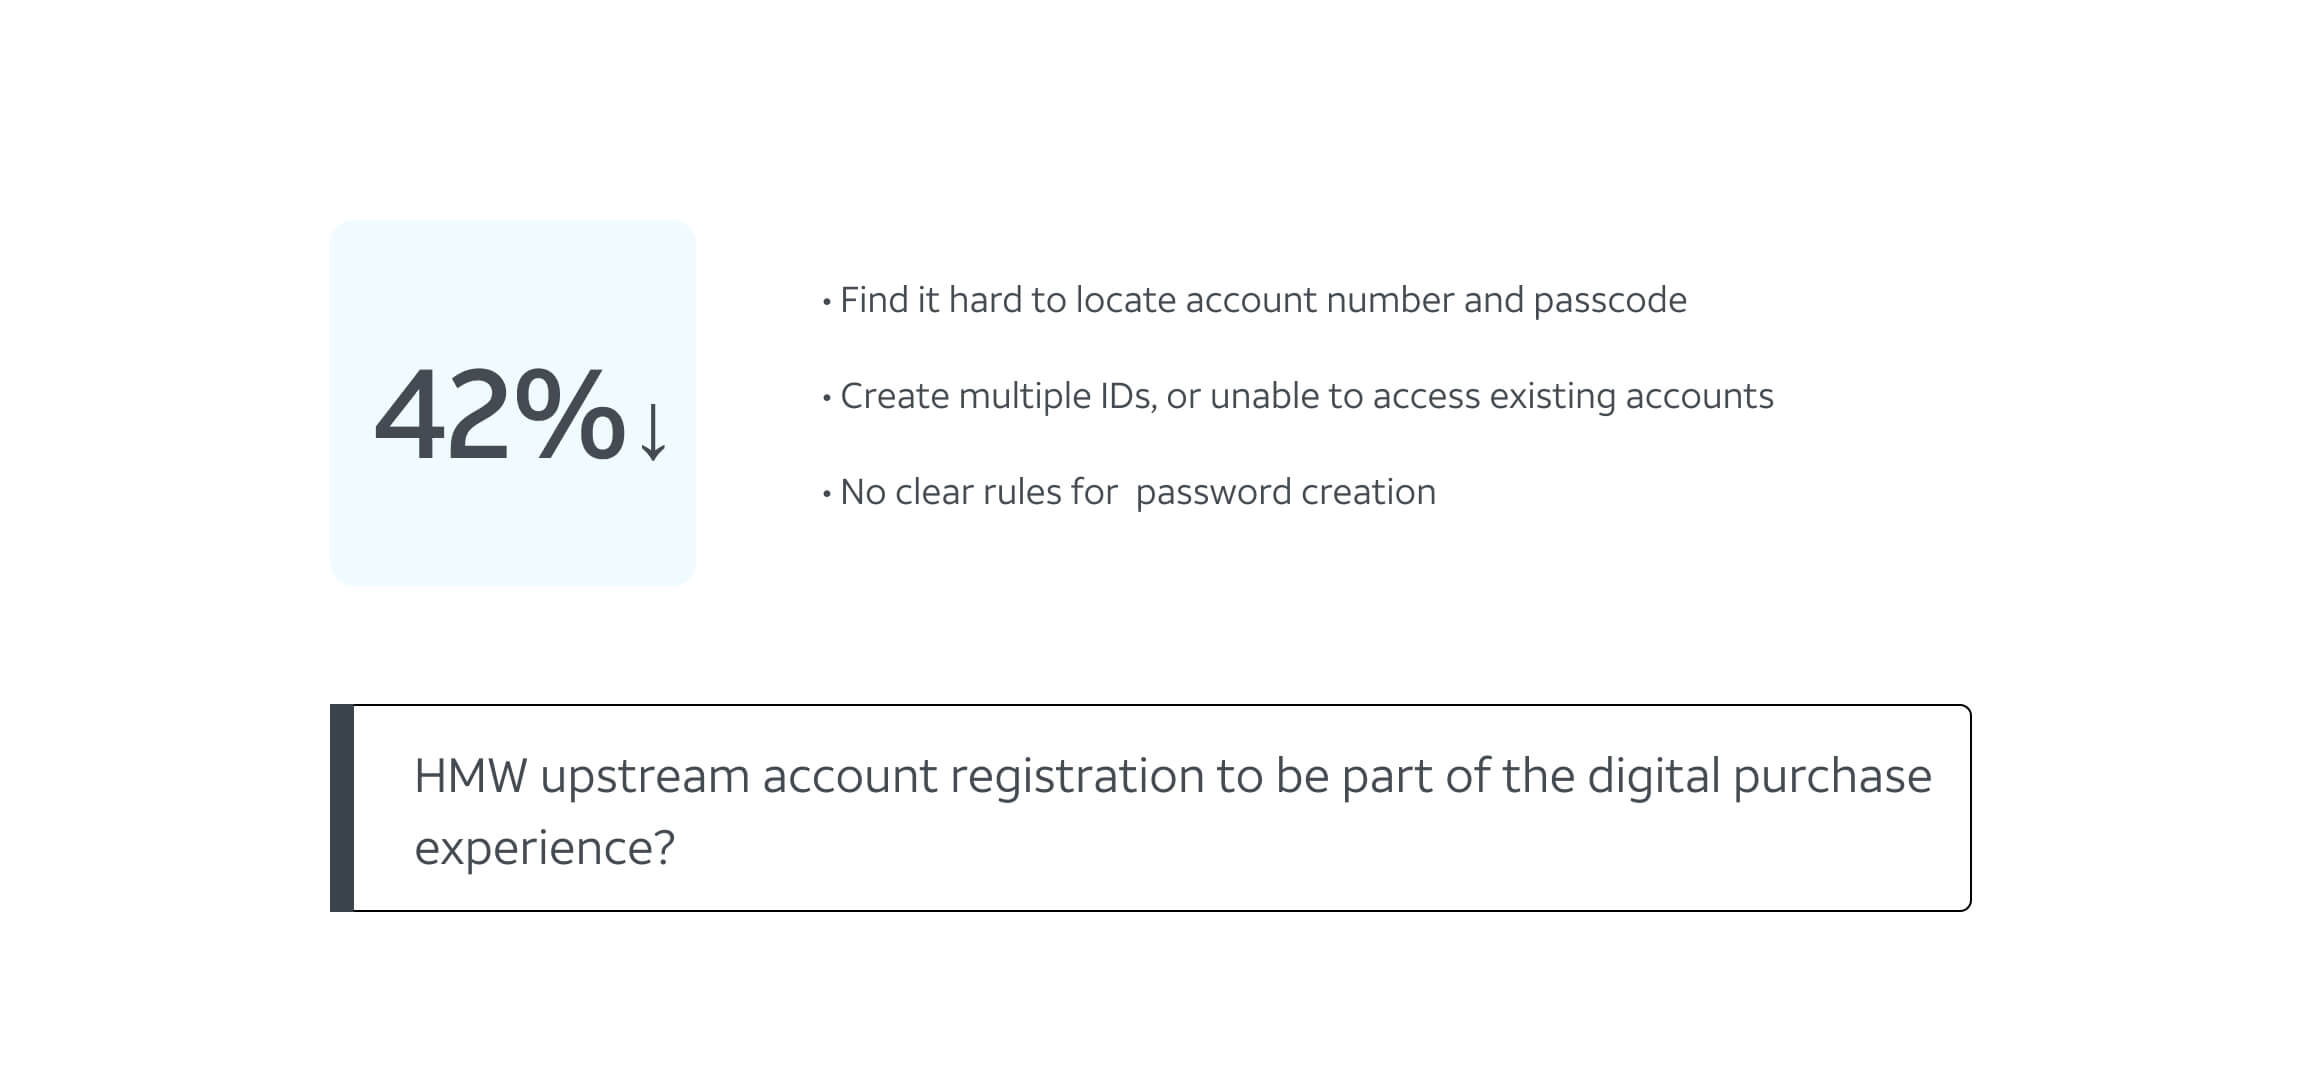 42%↓
• Find it hard to locate account number and passcode
• Create multiple IDs, or unable to access existing accounts
• No clear rules for  password creation
HMW upstream account registration to be part of the digital purchase
experience?